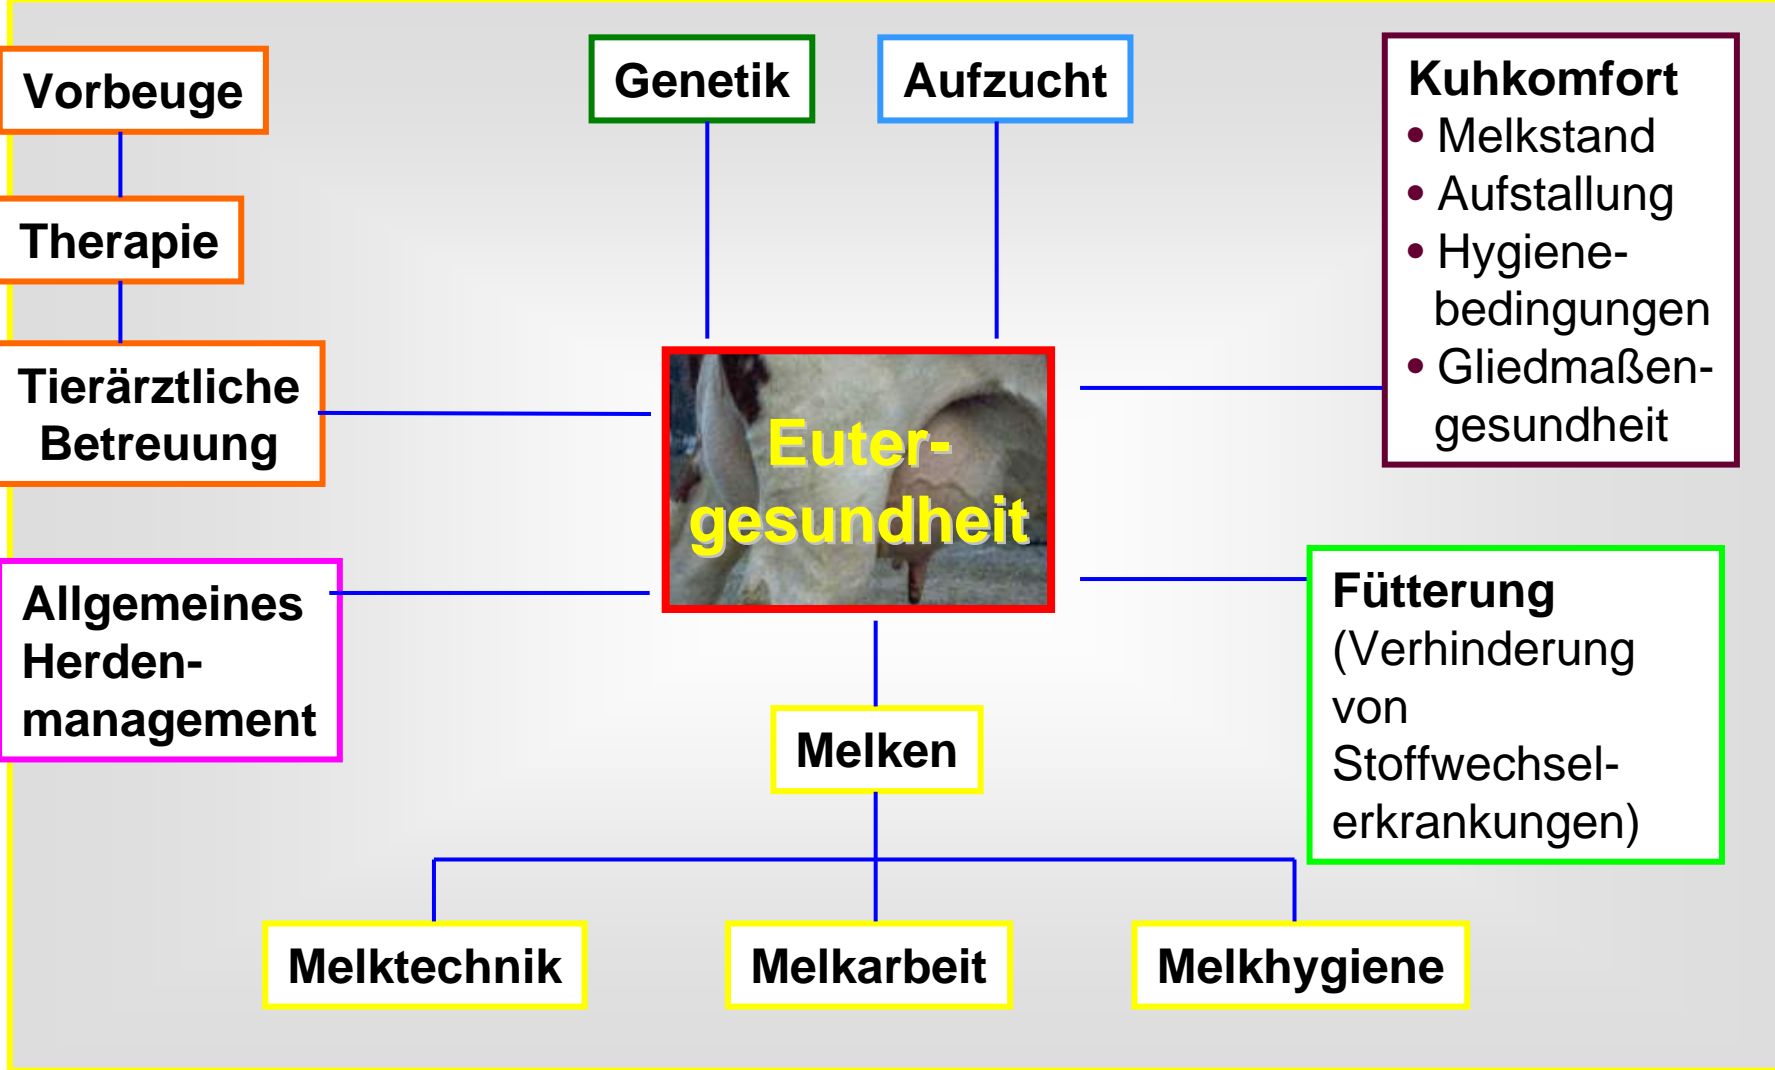 Vorbeuge
Therapie
Tierärztliche
Betreuung
Allgemeines
Herden-
management
Genetik
Aufzucht
Kuhkomfort
• Melkstand
• Aufstallung
• Hygiene-
bedingungen
• Gliedmaßen-
gesundheit
Euter-
gesundheit
Fütterung
(Verhinderung
von
Stoffwechsel-
erkrankungen)
Melken
Melktechnik
Melkarbeit
Melkhygiene